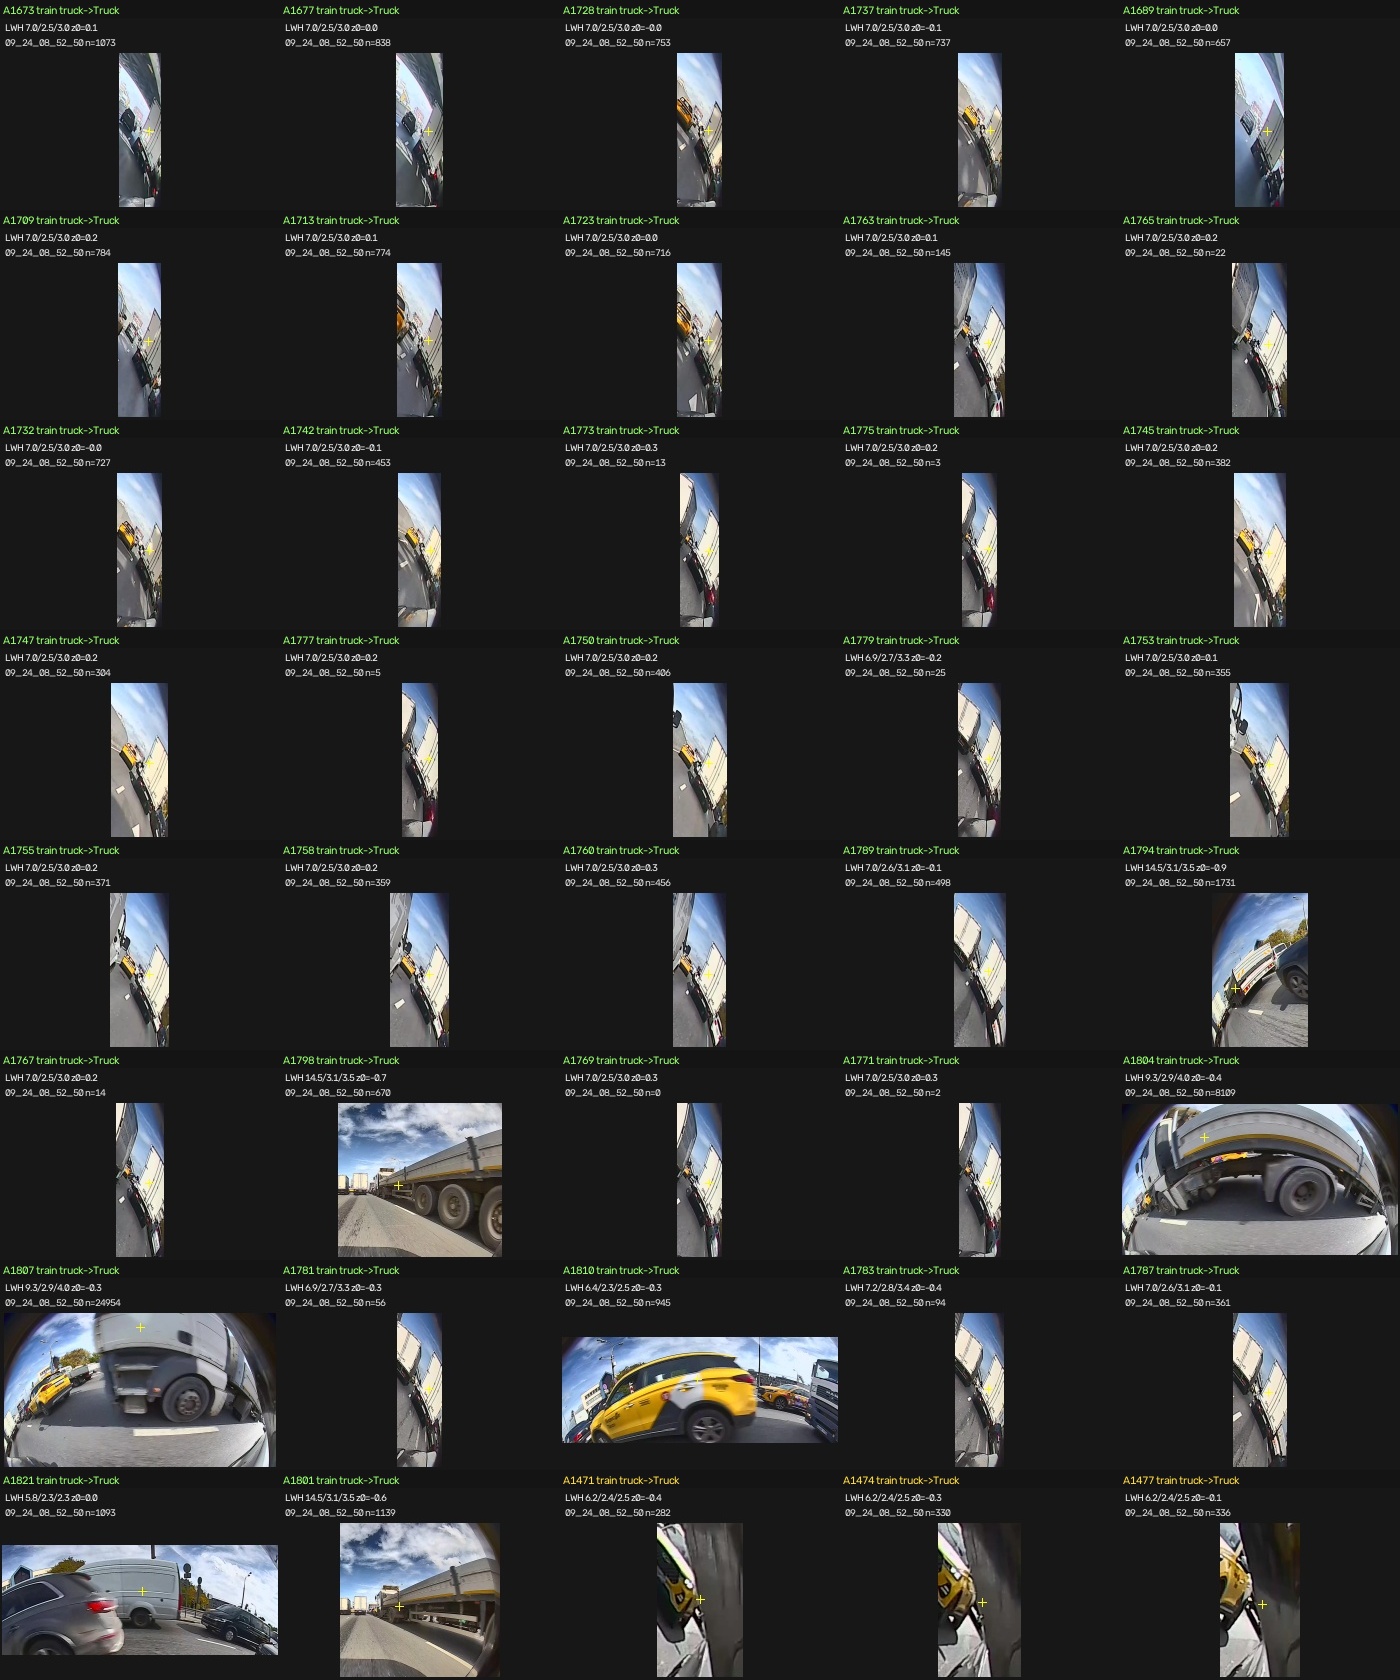 A1673 train truck->Truck
LWH 7.0/2.5/3.0 z0=0.1
09_24_08_52_50 n=1073
A1677 train truck->Truck
LWH 7.0/2.5/3.0 z0=0.0
09_24_08_52_50 n=838
A1728 train truck->Truck
LWH 7.0/2.5/3.0 z0=-0.0
09_24_08_52_50 n=753
A1737 train truck->Truck
LWH 7.0/2.5/3.0 z0=-0.1
09_24_08_52_50 n=737
A1689 train truck->Truck
LWH 7.0/2.5/3.0 z0=0.0
09_24_08_52_50 n=657
A1709 train truck->Truck
LWH 7.0/2.5/3.0 z0=0.2
09_24_08_52_50 n=784
A1713 train truck->Truck
LWH 7.0/2.5/3.0 z0=0.1
09_24_08_52_50 n=774
A1723 train truck->Truck
LWH 7.0/2.5/3.0 z0=0.0
09_24_08_52_50 n=716
A1763 train truck->Truck
LWH 7.0/2.5/3.0 z0=0.1
09_24_08_52_50 n=145
A1765 train truck->Truck
LWH 7.0/2.5/3.0 z0=0.2
09_24_08_52_50 n=22
A1732 train truck->Truck
LWH 7.0/2.5/3.0 z0=-0.0
09_24_08_52_50 n=727
A1742 train truck->Truck
LWH 7.0/2.5/3.0 z0=-0.1
09_24_08_52_50 n=453
A1773 train truck->Truck
LWH 7.0/2.5/3.0 z0=0.3
09_24_08_52_50 n=13
A1775 train truck->Truck
LWH 7.0/2.5/3.0 z0=0.2
09_24_08_52_50 n=3
A1745 train truck->Truck
LWH 7.0/2.5/3.0 z0=0.2
09_24_08_52_50 n=382
A1747 train truck->Truck
LWH 7.0/2.5/3.0 z0=0.2
09_24_08_52_50 n=304
A1777 train truck->Truck
LWH 7.0/2.5/3.0 z0=0.2
09_24_08_52_50 n=5
A1750 train truck->Truck
LWH 7.0/2.5/3.0 z0=0.2
09_24_08_52_50 n=406
A1779 train truck->Truck
LWH 6.9/2.7/3.3 z0=-0.2
09_24_08_52_50 n=25
A1753 train truck->Truck
LWH 7.0/2.5/3.0 z0=0.1
09_24_08_52_50 n=355
A1755 train truck->Truck
LWH 7.0/2.5/3.0 z0=0.2
09_24_08_52_50 n=371
A1758 train truck->Truck
LWH 7.0/2.5/3.0 z0=0.2
09_24_08_52_50 n=359
A1760 train truck->Truck
LWH 7.0/2.5/3.0 z0=0.3
09_24_08_52_50 n=456
A1789 train truck->Truck
LWH 7.0/2.6/3.1 z0=-0.1
09_24_08_52_50 n=498
A1794 train truck->Truck
LWH 14.5/3.1/3.5 z0=-0.9
09_24_08_52_50 n=1731
A1767 train truck->Truck
LWH 7.0/2.5/3.0 z0=0.2
09_24_08_52_50 n=14
A1798 train truck->Truck
LWH 14.5/3.1/3.5 z0=-0.7
09_24_08_52_50 n=670
A1769 train truck->Truck
LWH 7.0/2.5/3.0 z0=0.3
09_24_08_52_50 n=0
A1771 train truck->Truck
LWH 7.0/2.5/3.0 z0=0.3
09_24_08_52_50 n=2
A1804 train truck->Truck
LWH 9.3/2.9/4.0 z0=-0.4
09_24_08_52_50 n=8109
A1807 train truck->Truck
LWH 9.3/2.9/4.0 z0=-0.3
09_24_08_52_50 n=24954
A1781 train truck->Truck
LWH 6.9/2.7/3.3 z0=-0.3
09_24_08_52_50 n=56
A1810 train truck->Truck
LWH 6.4/2.3/2.5 z0=-0.3
09_24_08_52_50 n=945
A1783 train truck->Truck
LWH 7.2/2.8/3.4 z0=-0.4
09_24_08_52_50 n=94
A1787 train truck->Truck
LWH 7.0/2.6/3.1 z0=-0.1
09_24_08_52_50 n=361
A1821 train truck->Truck
LWH 5.8/2.3/2.3 z0=0.0
09_24_08_52_50 n=1093
A1801 train truck->Truck
LWH 14.5/3.1/3.5 z0=-0.6
09_24_08_52_50 n=1139
A1471 train truck->Truck
LWH 6.2/2.4/2.5 z0=-0.4
09_24_08_52_50 n=282
A1474 train truck->Truck
LWH 6.2/2.4/2.5 z0=-0.3
09_24_08_52_50 n=330
A1477 train truck->Truck
LWH 6.2/2.4/2.5 z0=-0.1
09_24_08_52_50 n=336